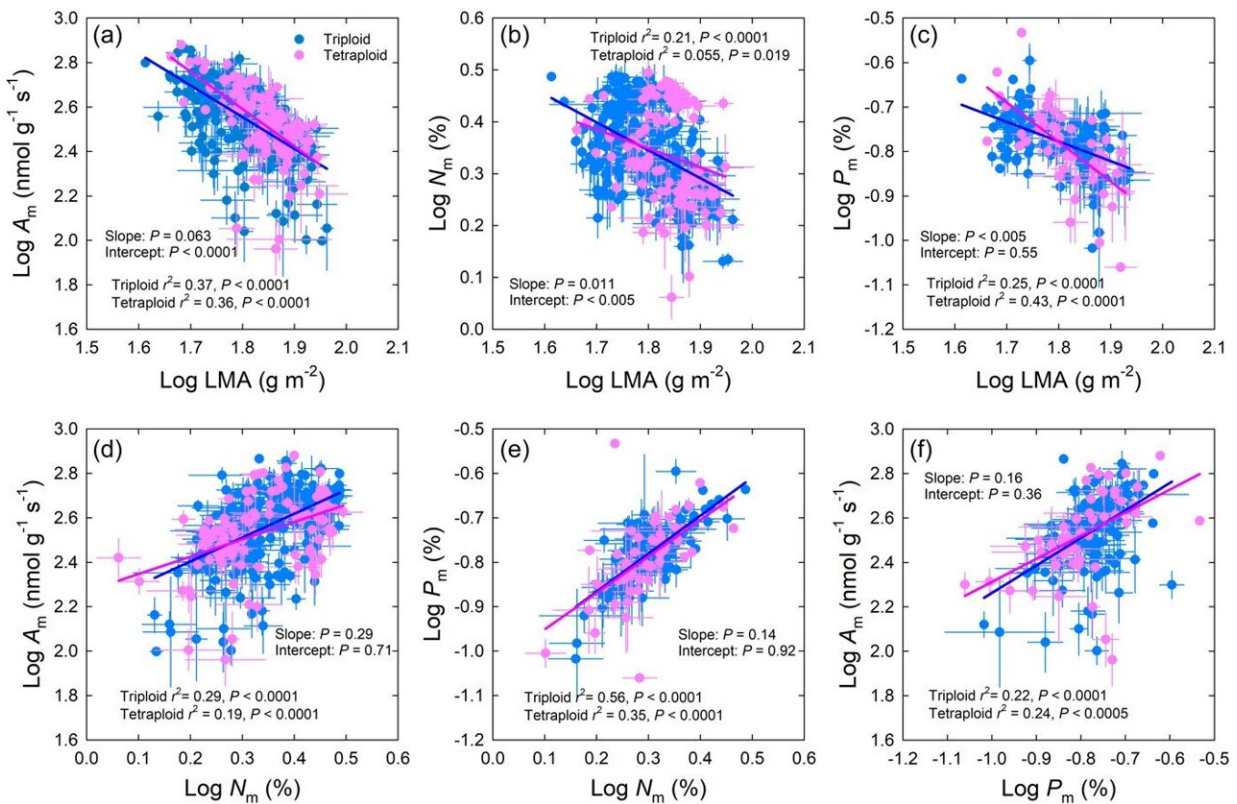 (a)
Triploid
Tetraploid
Log Am (nmol g-1 s-1)
3.0
2.8
2.6
2.4
2.2
2.0
1.8
1.6
Slope: P = 0.063
Intercept: P < 0.0001
Triploid r2= 0.37, P < 0.0001
Tetraploid r2 = 0.36, P < 0.0001
1.5 1.6 1.7 1.8 1.9 2.0 2.1
Log LMA (g m-2)
(b)
Triploid r2= 0.21, P < 0.0001
Tetraploid r2 = 0.055, P = 0.019
Log Nm (%)
0.6
0.5
0.4
0.3
0.2
0.1
0.0
Slope: P = 0.011
Intercept: P < 0.005
1.5 1.6 1.7 1.8 1.9 2.0 2.1
Log LMA (g m-2)
(c)
Log Pm (%)
-0.5
-0.6
-0.7
-0.8
-0.9
-1.0
-1.1
-1.2
Slope: P < 0.005
Intercept: P = 0.55
Triploid r2 = 0.25, P < 0.0001
Tetraploid r2 = 0.43, P < 0.0001
1.5 1.6 1.7 1.8 1.9 2.0 2.1
Log LMA (g m-2)
(d)
Log Am (nmol g-1 s-1)
3.0
2.8
2.6
2.4
2.2
2.0
1.8
1.6
Slope: P = 0.29
Intercept: P = 0.71
Triploid r2 = 0.29, P < 0.0001
Tetraploid r2 = 0.19, P < 0.0001
0.0 0.1 0.2 0.3 0.4 0.5 0.6
Log Nm (%)
(e)
Log Pm (%)
-0.5
-0.6
-0.7
-0.8
-0.9
-1.0
-1.1
-1.2
Slope: P = 0.14
Intercept: P = 0.92
Triploid r2= 0.56, P < 0.0001
Tetraploid r2 = 0.35, P < 0.0001
0.0 0.1 0.2 0.3 0.4 0.5 0.6
Log Nm (%)
(f)
Slope: P = 0.16
Intercept: P = 0.36
Log Am (nmol g-1 s-1)
3.0
2.8
2.6
2.4
2.2
2.0
1.8
1.6
Triploid r2 = 0.22, P < 0.0001
Tetraploid r2 = 0.24, P < 0.0005
-1.2 -1.1 -1.0 -0.9 -0.8 -0.7 -0.6 -0.5
Log Pm (%)